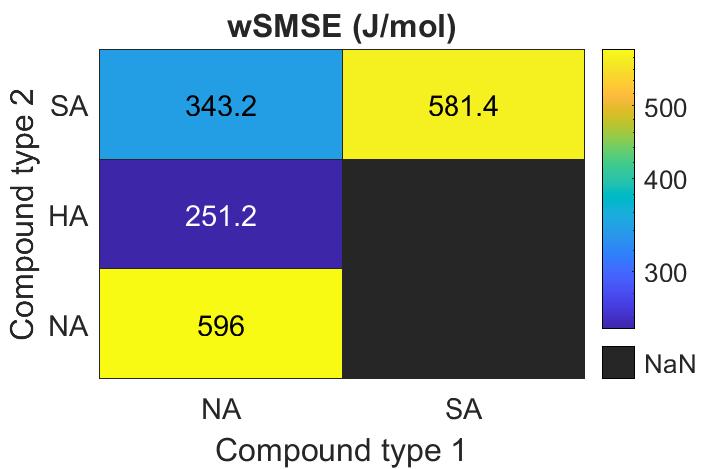 wSMSE (J/mol)
Compound type 2
SA
343.2
581.4
HA
251.2
NA
596
NA
SA
Compound type 1
500
400
300
NaN